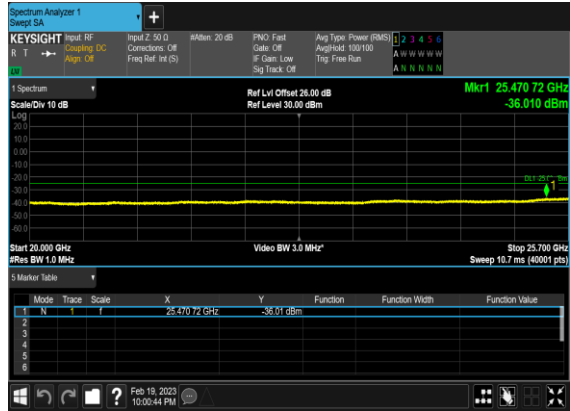 Spectrum Analyzer 1
Swept SA
+
KEYSIGHT
R T
LW
Input: RF
Coupling: DC
Align: Off
Input Z: 50 Ω
Corrections: Off
Freq Ref: Int (S)
#Atten: 20 dB
PNO: Fast
Gate: Off
IF Gain: Low
Sig Track: Off
Avg Type: Power (RMS)
Avg|Hold: 100/100
Trig: Free Run
1 2 3 4 5 6
A W W W W W
A N N N N N
1 Spectrum
Scale/Div 10 dB
Ref Lvl Offset 26.00 dB
Ref Level 30.00 dBm
Mkr1 25.470 72 GHz
-36.010 dBm
Log
20.0
10.0
0.00
-10.0
-20.0
-30.0
-40.0
-50.0
-60.0
1
Start 20.000 GHz
#Res BW 1.0 MHz
Video BW 3.0 MHz*
Stop 25.700 GHz
Sweep 10.7 ms (40001 pts)
5 Marker Table
Mode Trace Scale X Y Function Function Width Function Value
1 N 1 f 25.470 72 GHz -36.01 dBm
2
3
4
5
6
?
Feb 19, 2023
10:00:44 PM